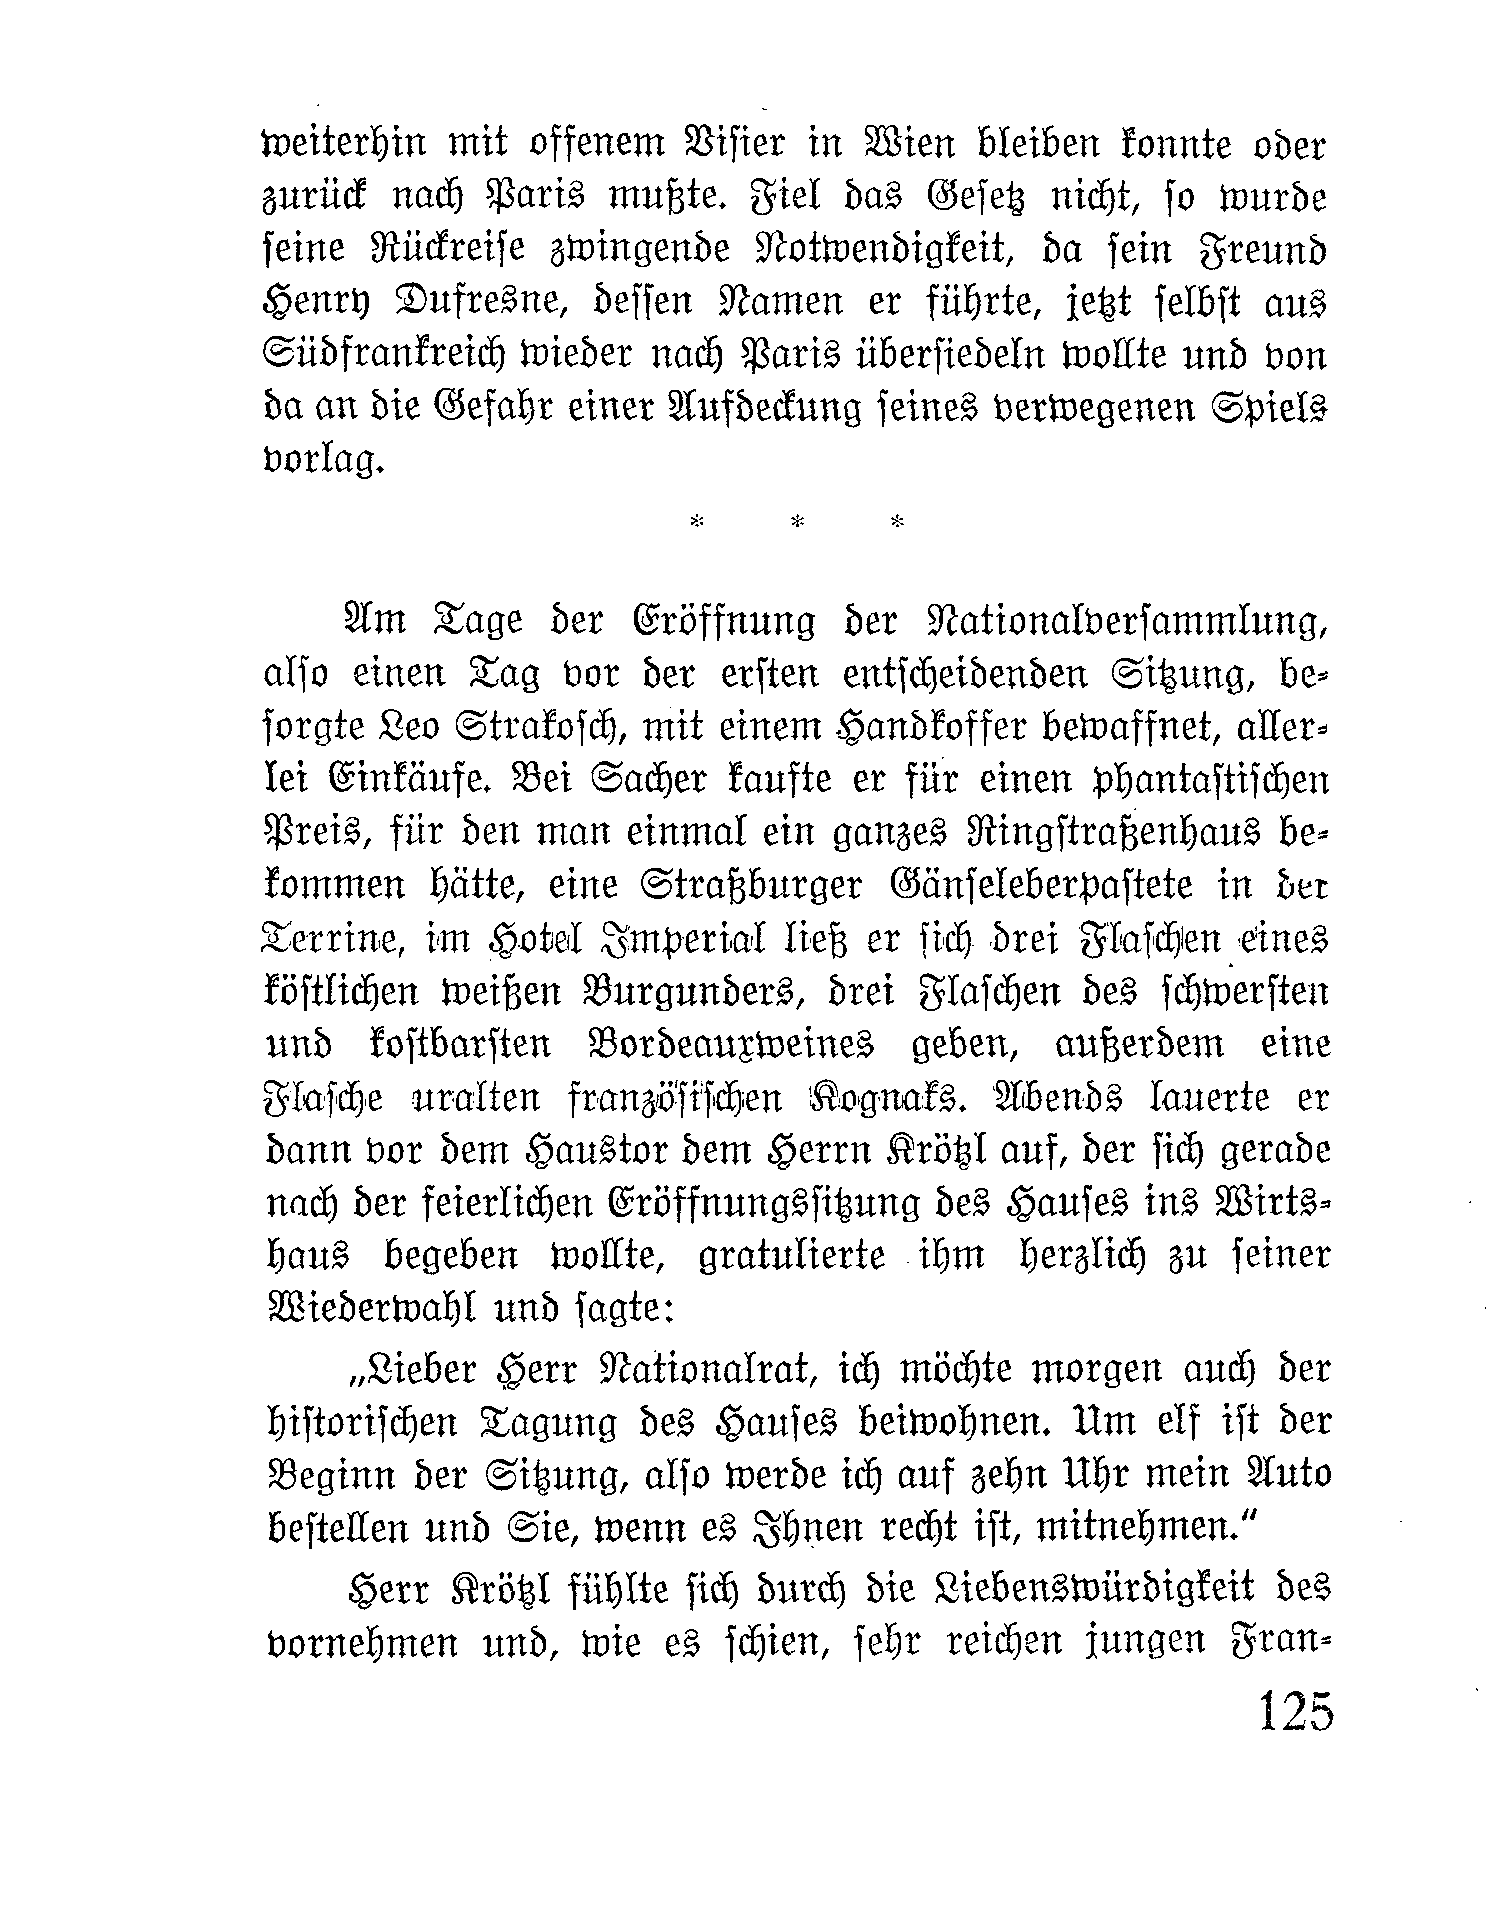 weiterhin mit offenem Visier in Wien bleiben konnte oder
zurück nach Paris mußte. Fiel das Gesetz nicht, so wurde
seine Rückreise zwingende Notwendigkeit, da sein Freund
Henry Dufresne, dessen Namen er führte, jetzt selbst aus
Südfrankreich wieder nach Paris übersiedeln wollte und von
da an die Gefahr einer Aufdeckung seines verwegenen Spiels
vorlag.
* * *
Am Tage der Eröffnung der Nationalversammlung,
also einen Tag vor der ersten entscheidenden Sitzung, be-
sorgte Leo Strakosch, mit einem Handkoffer bewaffnet, aller-
lei Einkäufe. Bei Sacher kaufte er für einen phantastischen
Preis, für den man einmal ein ganzes Ringstraßenhaus be-
kommen hätte, eine Straßburger Gänseleberpastete in der
Terrine, im Hotel Imperial ließ er sich drei Flaschen eines
köstlichen weißen Burgunders, drei Flaschen des schwersten
und kostbarsten Bordeauxweines geben, außerdem eine
Flasche uralten französischen Kognaks. Abends lauerte er
dann vor dem Haustor dem Herrn Krötzl auf, der sich gerade
nach der feierlichen Eröffnungssitzung des Hauses ins Wirts-
haus begeben wollte, gratulierte ihm herzlich zu seiner
Wiederwahl und sagte:
„Lieber Herr Nationalrat, ich möchte morgen auch der
historischen Tagung des Hauses beiwohnen. Um elf ist der
Beginn der Sitzung, also werde ich auf zehn Uhr mein Auto
bestellen und Sie, wenn es Ihnen recht ist, mitnehmen.“
Herr Krötzl fühlte sich durch die Liebenswürdigkeit des
vornehmen und, wie es schien, sehr reichen jungen Fran-
125